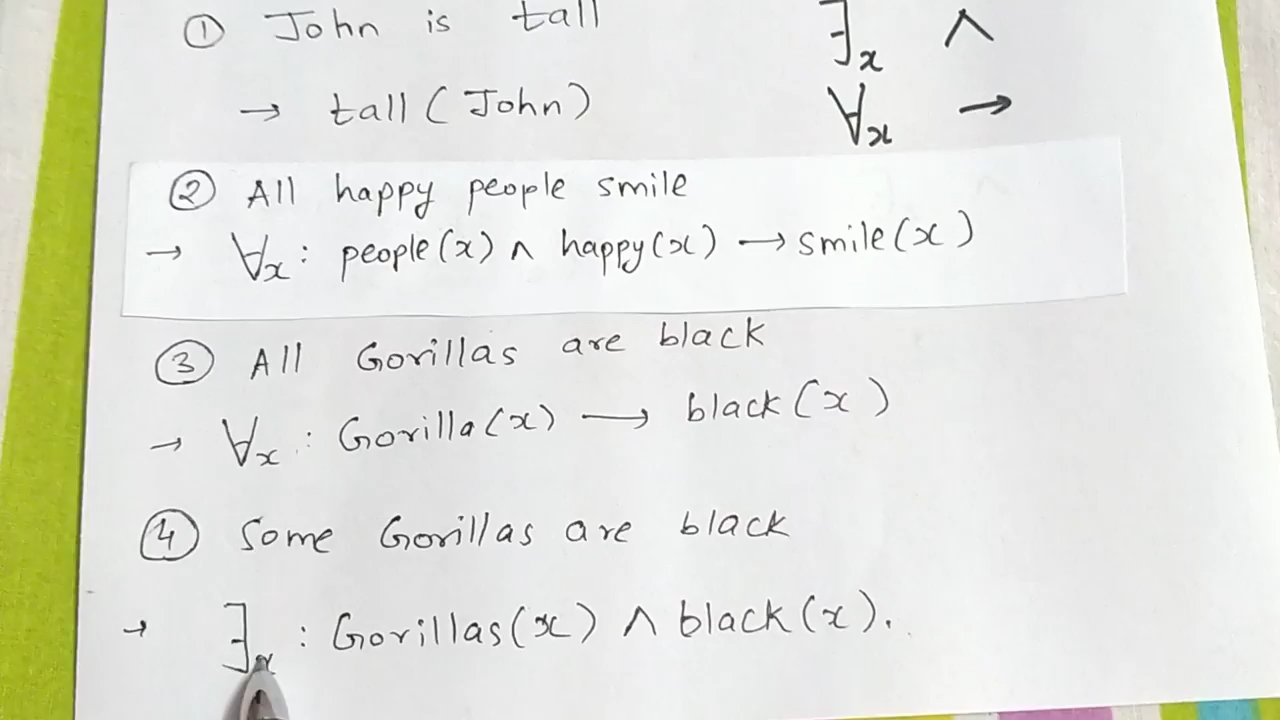 ① John is tall ∃x ∧
→ tall(John) ∀x →
② All happy people smile
→ ∀x: people(x) ∧ happy(x) → smile(x)
③ All Gorillas are black
→ ∀x: Gorilla(x) → black(x)
④ Some Gorillas are black
→ ∃x: Gorillas(x) ∧ black(x).